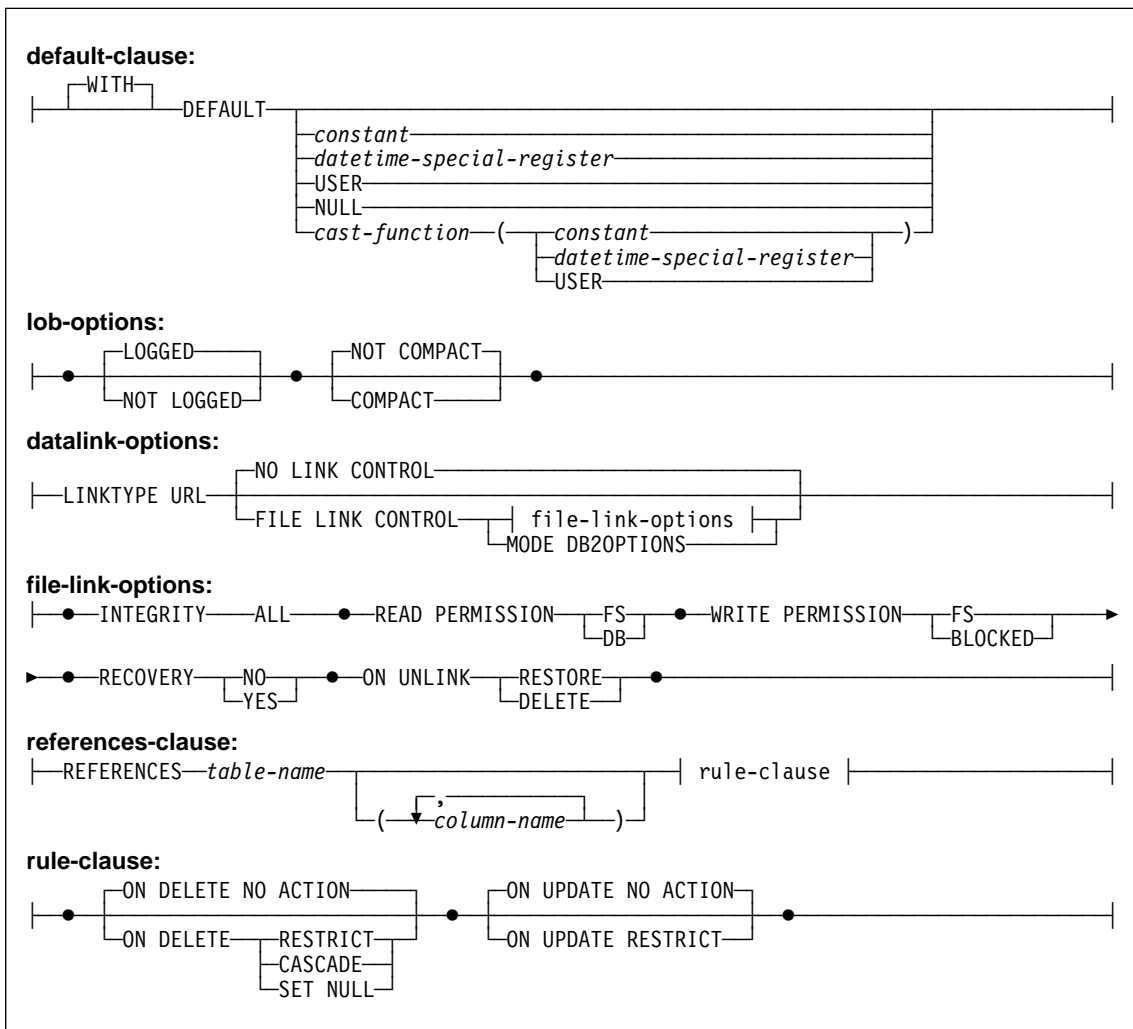 default-clause:
WITH
DEFAULT
constant
datetime-special-register
USER
NULL
cast-function ( constant )
datetime-special-register
USER
lob-options:
LOGGED NOT COMPACT
NOT LOGGED COMPACT
datalink-options:
NO LINK CONTROL
LINKTYPE URL
FILE LINK CONTROL file-link-options
MODE DB2OPTIONS
file-link-options:
INTEGRITY ALL READ PERMISSION FS WRITE PERMISSION FS
DB BLOCKED
RECOVERY NO ON UNLINK RESTORE
YES DELETE
references-clause:
REFERENCES table-name rule-clause
,
( column-name )
rule-clause:
ON DELETE NO ACTION ON UPDATE NO ACTION
ON DELETE RESTRICT ON UPDATE RESTRICT
CASCADE
SET NULL